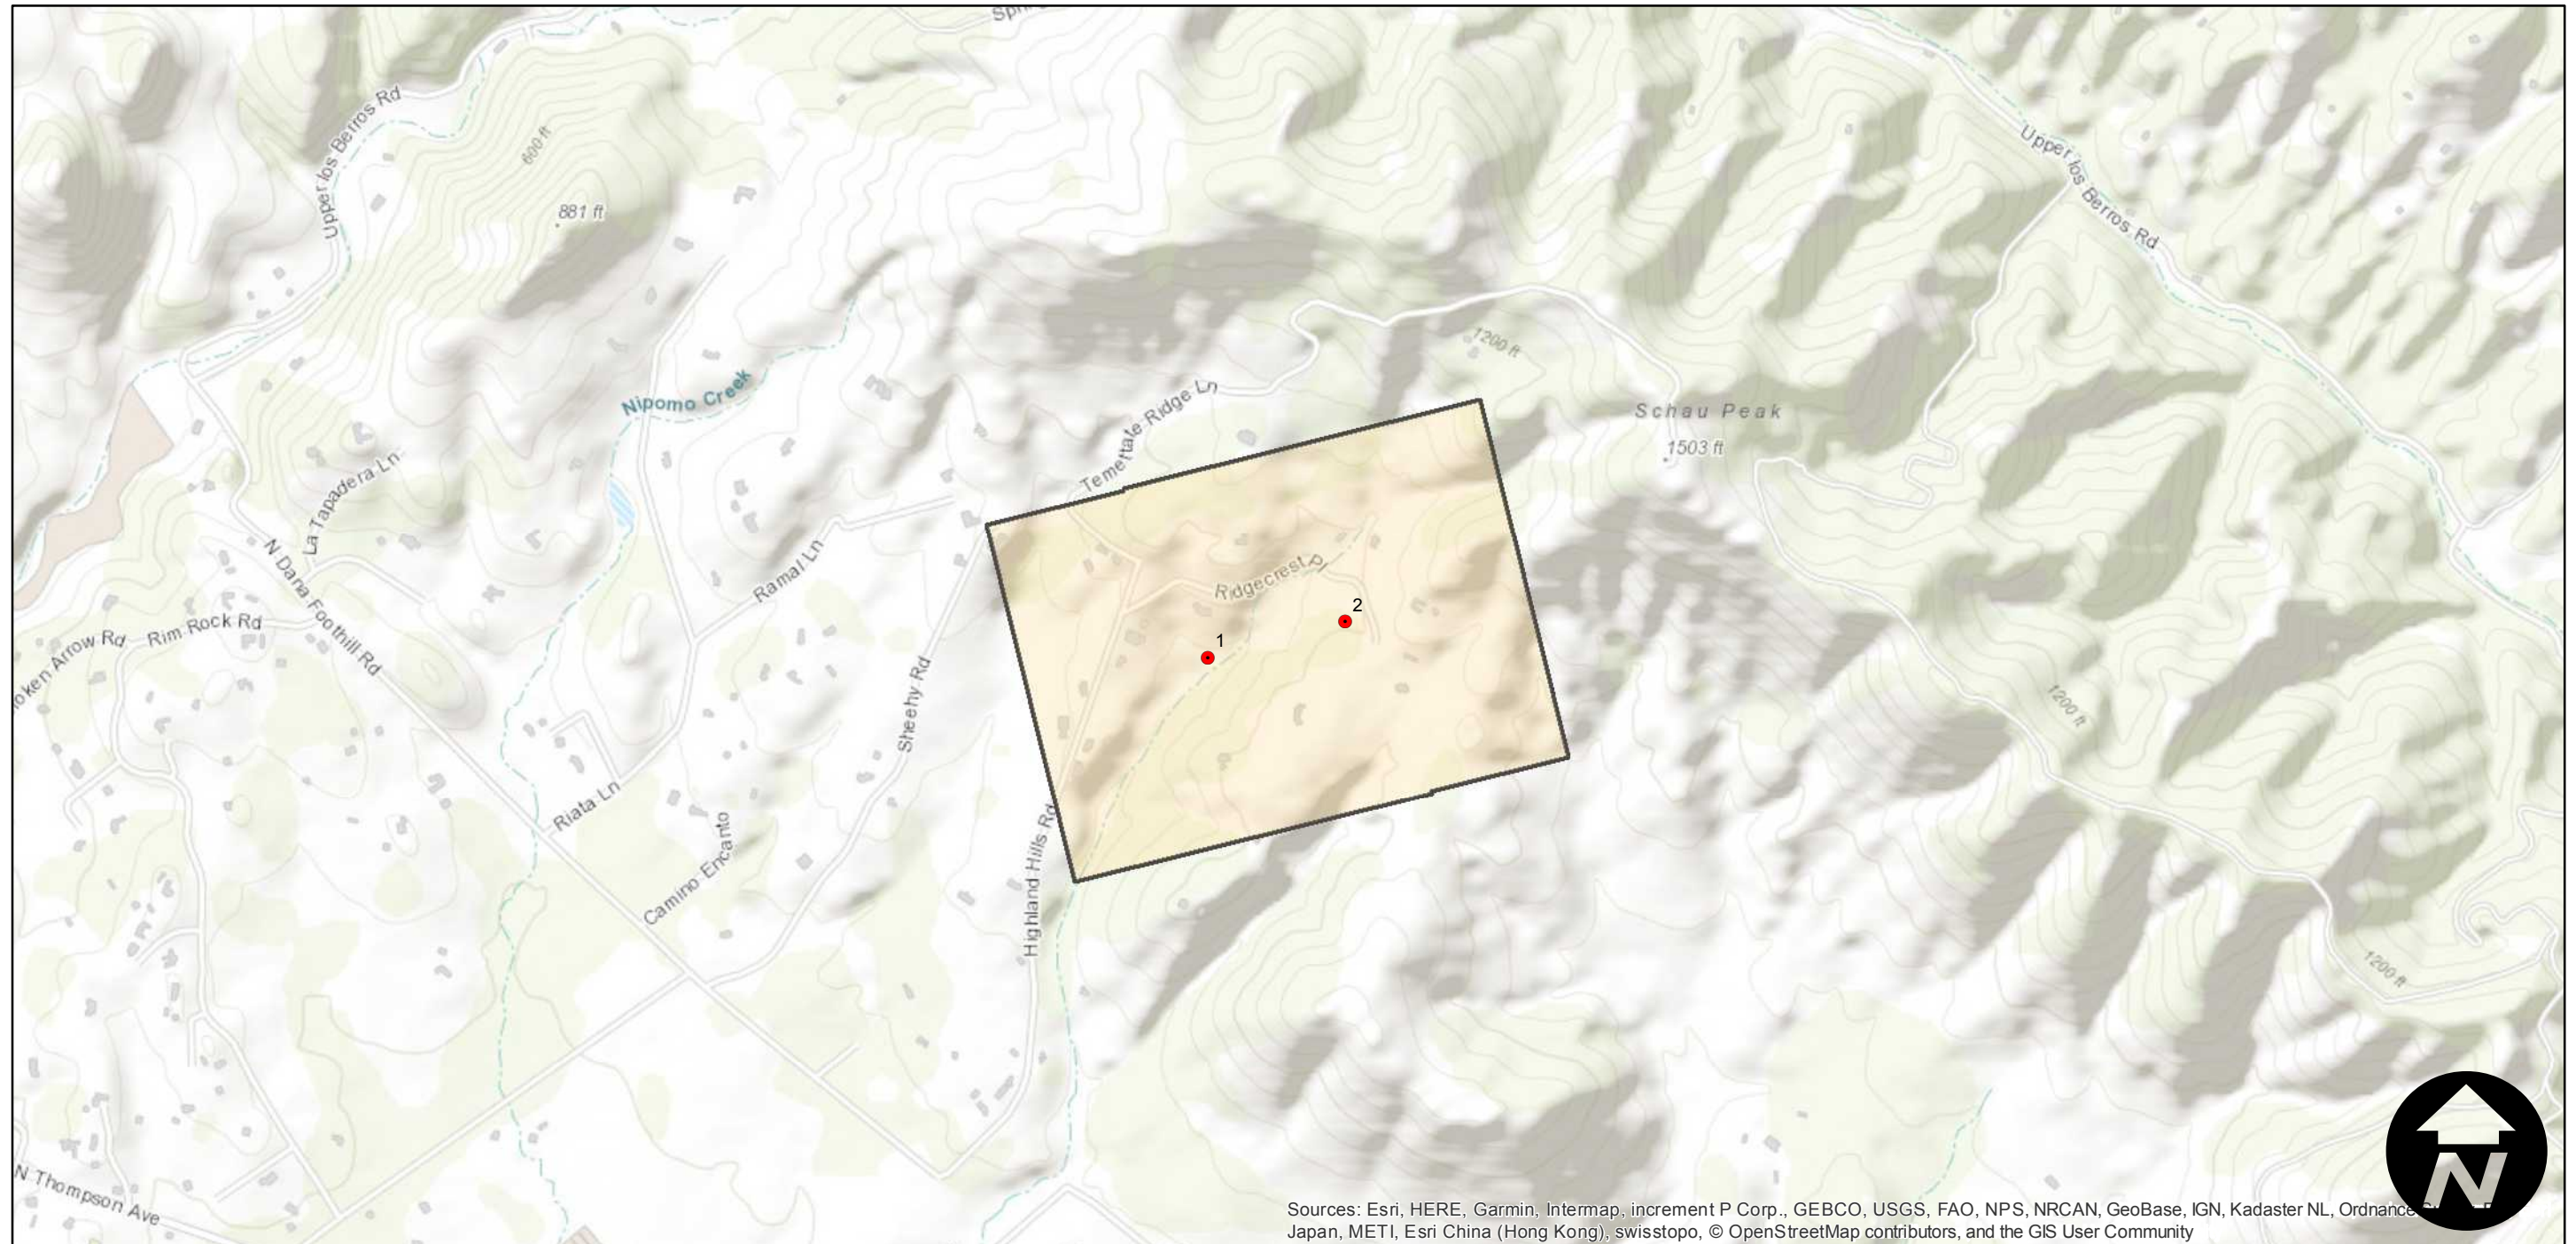 Spri
Upper los Berros Rd
600 ft
881 ft
Upper los Berros Rd
Nipomo Creek
Temettate Ridge Ln
1200 ft
Schau Peak
1503 ft
La Tapadera Ln
N Dana Foothill Rd
Ramal Ln
Ridgecrest Pl
2
1
oken Arrow Rd
Rim Rock Rd
Sheehy Rd
1200 ft
Riata Ln
Camino Encanto
Highland Hills Rd
1200 ft
N Thompson Ave
N
Sources: Esri, HERE, Garmin, Intermap, increment P Corp., GEBCO, USGS, FAO, NPS, NRCAN, GeoBase, IGN, Kadaster NL, Ordnance
Japan, METI, Esri China (Hong Kong), swisstopo, © OpenStreetMap contributors, and the GIS User Community